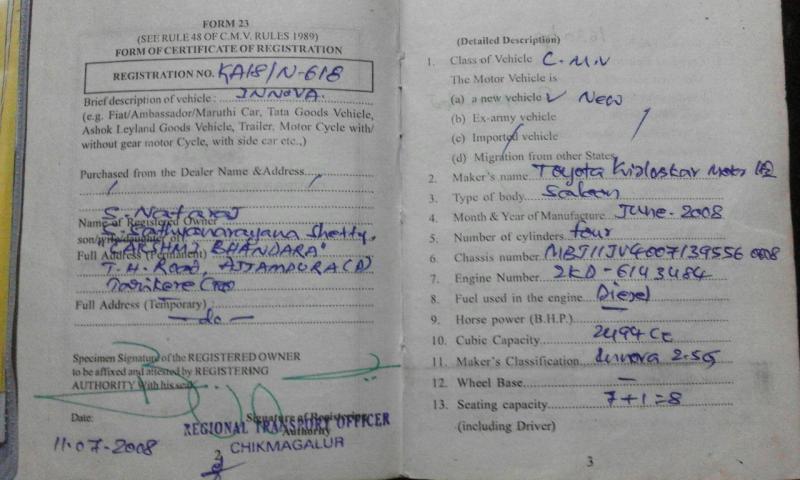 FORM 23
(SEE RULE 48 OF C.M.V. RULES 1989)
FORM OF CERTIFICATE OF REGISTRATION
REGISTRATION NO. KA18/N-618
Brief description of vehicle : INNOVA.
(e.g. Fiat/Ambassador/Maruthi Car, Tata Goods Vehicle,
Ashok Leyland Goods Vehicle, Trailer, Motor Cycle with/
without gear motor Cycle, with side car etc.,)
Purchased from the Dealer Name &Address
S. Nataraj
Name of Registered Owner
S. Sathyanarayana Shetty,
son/wife/daughter of
"LAKSHMI BHANDARA"
Full Address (Permanent)
T.H. Road, AJJAMPURA (P)
Tarikere (Tq)
Full Address (Temporary)
— do —
Specimen Signature of the REGISTERED OWNER
to be affixed and attested by REGISTERING
AUTHORITY With his seal
Date:
Signature of Registering
Authority
REGIONAL TRANSPORT OFFICER
11-07-2008
CHIKMAGALUR
2
(Detailed Description)
1. Class of Vehicle C.M.V
The Motor Vehicle is
(a) a new vehicle ✓ New
(b) Ex-army vehicle
(c) Imported vehicle
(d) Migration from other States
2. Maker's name Toyota Kirloskar Motor
3. Type of body Saloon
4. Month & Year of Manufacture June-2008
5. Number of cylinders four
6. Chassis number MBJ11JV4007139556 0608
7. Engine Number 2KD-6143484
8. Fuel used in the engine Diesel
9. Horse power (B.H.P.) —
10. Cubic Capacity 2494 CC
11. Maker's Classification Innova 2.5G
12. Wheel Base —
13. Seating capacity 7+1=8
(including Driver)
3